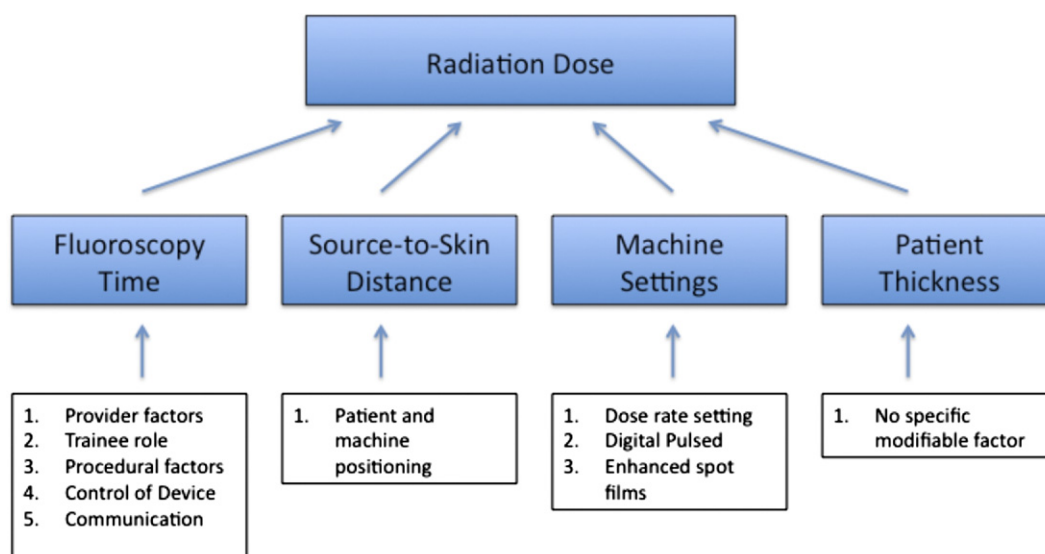 Radiation Dose
Fluoroscopy
Time
Source-to-Skin
Distance
Machine
Settings
Patient
Thickness
1. Provider factors
2. Trainee role
3. Procedural factors
4. Control of Device
5. Communication
1. Patient and
machine
positioning
1. Dose rate setting
2. Digital Pulsed
3. Enhanced spot
films
1. No specific
modifiable factor